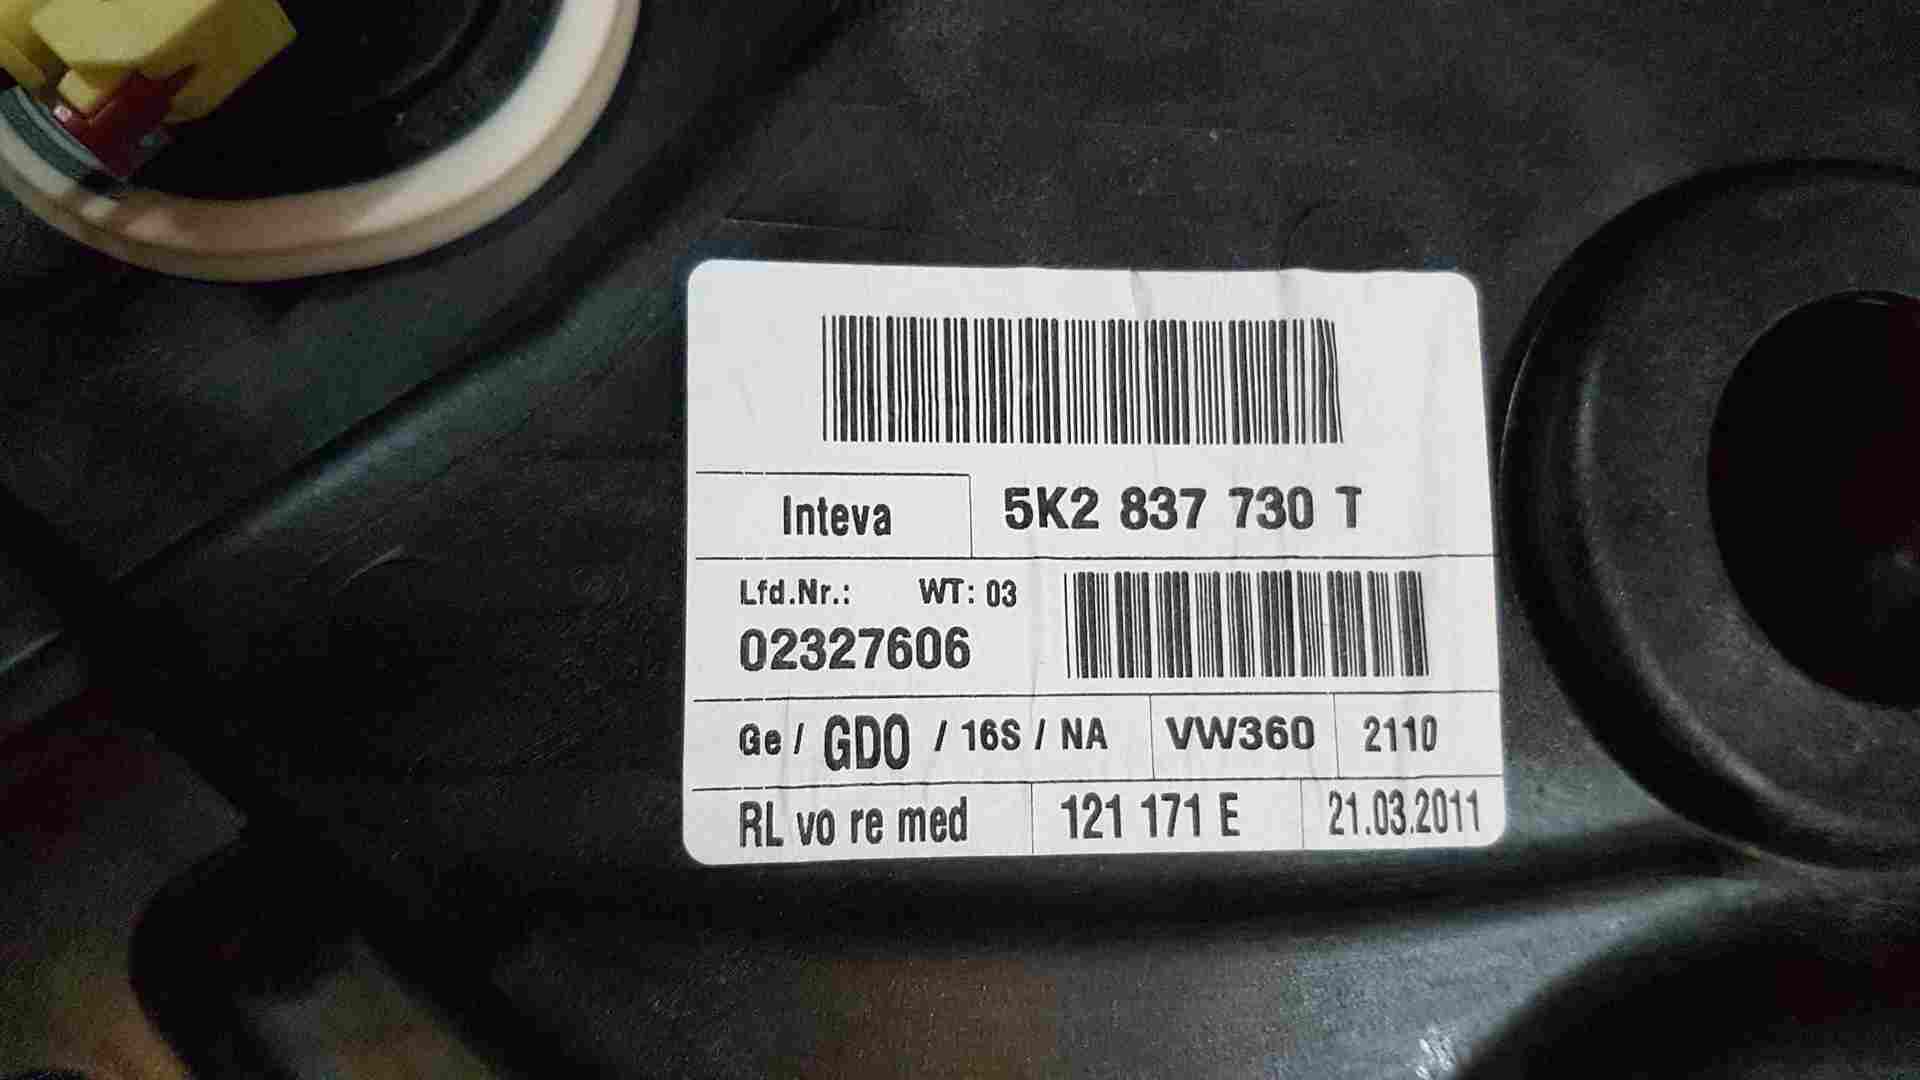 Inteva 5K2 837 730 T
Lfd.Nr.: WT: 03
02327606
Ge / GDO / 16S / NA VW360 2110
RL vo re med 121 171 E 21.03.2011